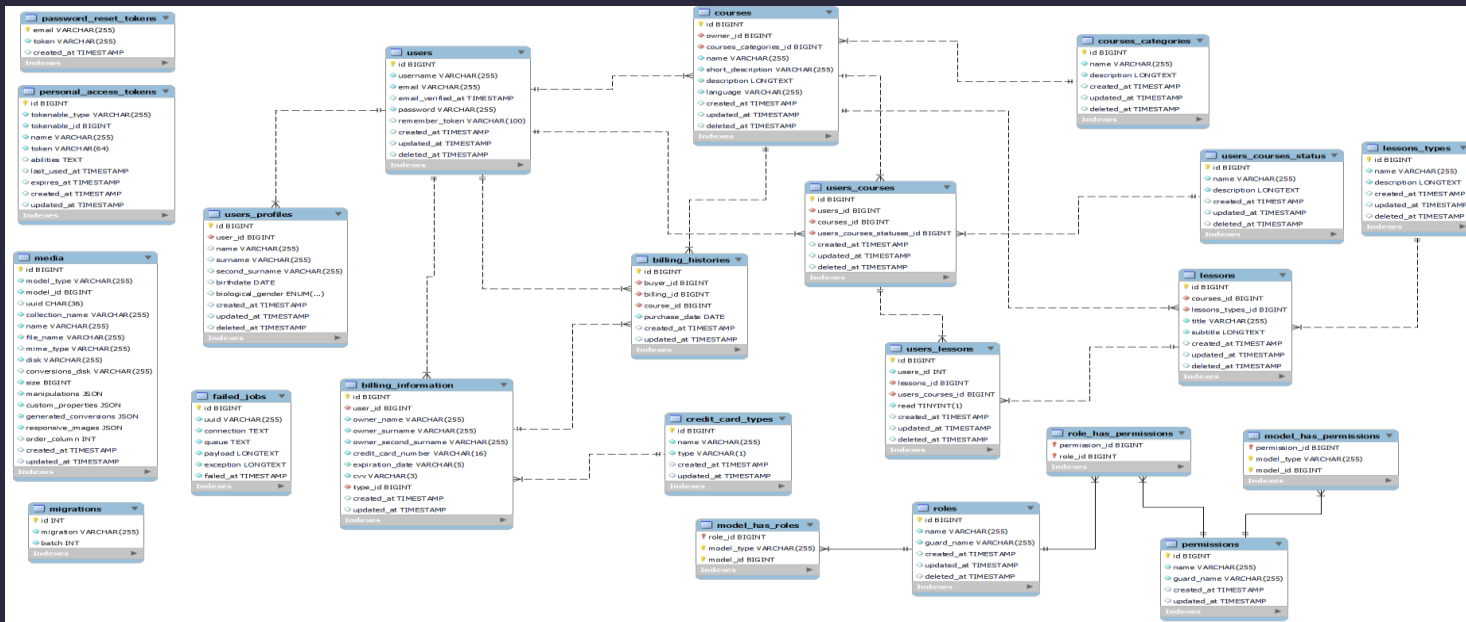 password_reset_tokens
email VARCHAR(255)
token VARCHAR(255)
created_at TIMESTAMP
Indexes
personal_access_tokens
id BIGINT
tokenable_type VARCHAR(255)
tokenable_id BIGINT
name VARCHAR(255)
token VARCHAR(64)
abilities TEXT
last_used_at TIMESTAMP
expires_at TIMESTAMP
created_at TIMESTAMP
updated_at TIMESTAMP
Indexes
media
id BIGINT
model_type VARCHAR(255)
model_id BIGINT
uuid CHAR(36)
collection_name VARCHAR(255)
name VARCHAR(255)
file_name VARCHAR(255)
mime_type VARCHAR(255)
disk VARCHAR(255)
conversions_disk VARCHAR(255)
size BIGINT
manipulations JSON
custom_properties JSON
generated_conversions JSON
responsive_images JSON
order_column INT
created_at TIMESTAMP
updated_at TIMESTAMP
Indexes
migrations
id INT
migration VARCHAR(255)
batch INT
Indexes
users
id BIGINT
username VARCHAR(255)
email VARCHAR(255)
email_verified_at TIMESTAMP
password VARCHAR(255)
remember_token VARCHAR(100)
created_at TIMESTAMP
updated_at TIMESTAMP
deleted_at TIMESTAMP
Indexes
users_profiles
id BIGINT
user_id BIGINT
name VARCHAR(255)
surname VARCHAR(255)
second_surname VARCHAR(255)
birthdate DATE
biological_gender ENUM(...)
created_at TIMESTAMP
updated_at TIMESTAMP
deleted_at TIMESTAMP
Indexes
failed_jobs
id BIGINT
uuid VARCHAR(255)
connection TEXT
queue TEXT
payload LONGTEXT
exception LONGTEXT
failed_at TIMESTAMP
Indexes
billing_information
id BIGINT
user_id BIGINT
owner_name VARCHAR(255)
owner_surname VARCHAR(255)
owner_second_surname VARCHAR(255)
credit_card_number VARCHAR(16)
expiration_date VARCHAR(5)
cvv VARCHAR(3)
type_id BIGINT
created_at TIMESTAMP
updated_at TIMESTAMP
Indexes
courses
id BIGINT
owner_id BIGINT
courses_categories_id BIGINT
name VARCHAR(255)
short_description VARCHAR(255)
description LONGTEXT
language VARCHAR(255)
created_at TIMESTAMP
updated_at TIMESTAMP
deleted_at TIMESTAMP
Indexes
billing_histories
id BIGINT
buyer_id BIGINT
billing_id BIGINT
course_id BIGINT
purchase_date DATE
created_at TIMESTAMP
updated_at TIMESTAMP
Indexes
credit_card_types
id BIGINT
name VARCHAR(255)
type VARCHAR(1)
created_at TIMESTAMP
updated_at TIMESTAMP
Indexes
model_has_roles
role_id BIGINT
model_type VARCHAR(255)
model_id BIGINT
Indexes
users_courses
id BIGINT
users_id BIGINT
courses_id BIGINT
users_courses_statuses_id BIGINT
created_at TIMESTAMP
updated_at TIMESTAMP
deleted_at TIMESTAMP
Indexes
users_lessons
id BIGINT
users_id INT
lessons_id BIGINT
users_courses_id BIGINT
read TINYINT(1)
created_at TIMESTAMP
updated_at TIMESTAMP
deleted_at TIMESTAMP
Indexes
roles
id BIGINT
name VARCHAR(255)
guard_name VARCHAR(255)
created_at TIMESTAMP
updated_at TIMESTAMP
deleted_at TIMESTAMP
Indexes
courses_categories
id BIGINT
name VARCHAR(255)
description LONGTEXT
created_at TIMESTAMP
updated_at TIMESTAMP
deleted_at TIMESTAMP
Indexes
users_courses_status
id BIGINT
name VARCHAR(255)
description LONGTEXT
created_at TIMESTAMP
updated_at TIMESTAMP
deleted_at TIMESTAMP
Indexes
lessons_types
id BIGINT
name VARCHAR(255)
description LONGTEXT
created_at TIMESTAMP
updated_at TIMESTAMP
deleted_at TIMESTAMP
Indexes
lessons
id BIGINT
courses_id BIGINT
lessons_types_id BIGINT
title VARCHAR(255)
subtitle LONGTEXT
created_at TIMESTAMP
updated_at TIMESTAMP
deleted_at TIMESTAMP
Indexes
role_has_permissions
permission_id BIGINT
role_id BIGINT
Indexes
model_has_permissions
permission_id BIGINT
model_type VARCHAR(255)
model_id BIGINT
Indexes
permissions
id BIGINT
name VARCHAR(255)
guard_name VARCHAR(255)
created_at TIMESTAMP
updated_at TIMESTAMP
Indexes